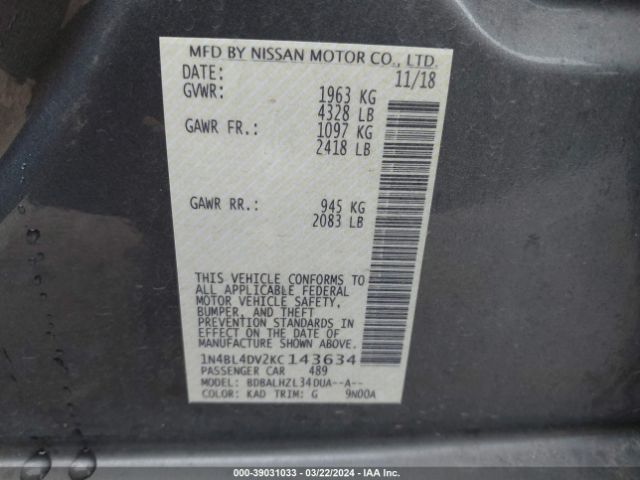 MFD BY NISSAN MOTOR CO., LTD.
DATE: 11/18
GVWR: 1963 KG
4328 LB
GAWR FR.: 1097 KG
2418 LB
GAWR RR.: 945 KG
2083 LB
THIS VEHICLE CONFORMS TO
ALL APPLICABLE FEDERAL
MOTOR VEHICLE SAFETY,
BUMPER, AND THEFT
PREVENTION STANDARDS IN
EFFECT ON THE DATE OF
MANUFACTURE SHOWN ABOVE.
1N4BL4DV2KC143634
PASSENGER CAR 489
MODEL: BDBALHZL34DUA--A--
COLOR: KAD TRIM: G 9N00A
000-39031033 - 03/22/2024 - IAA Inc.